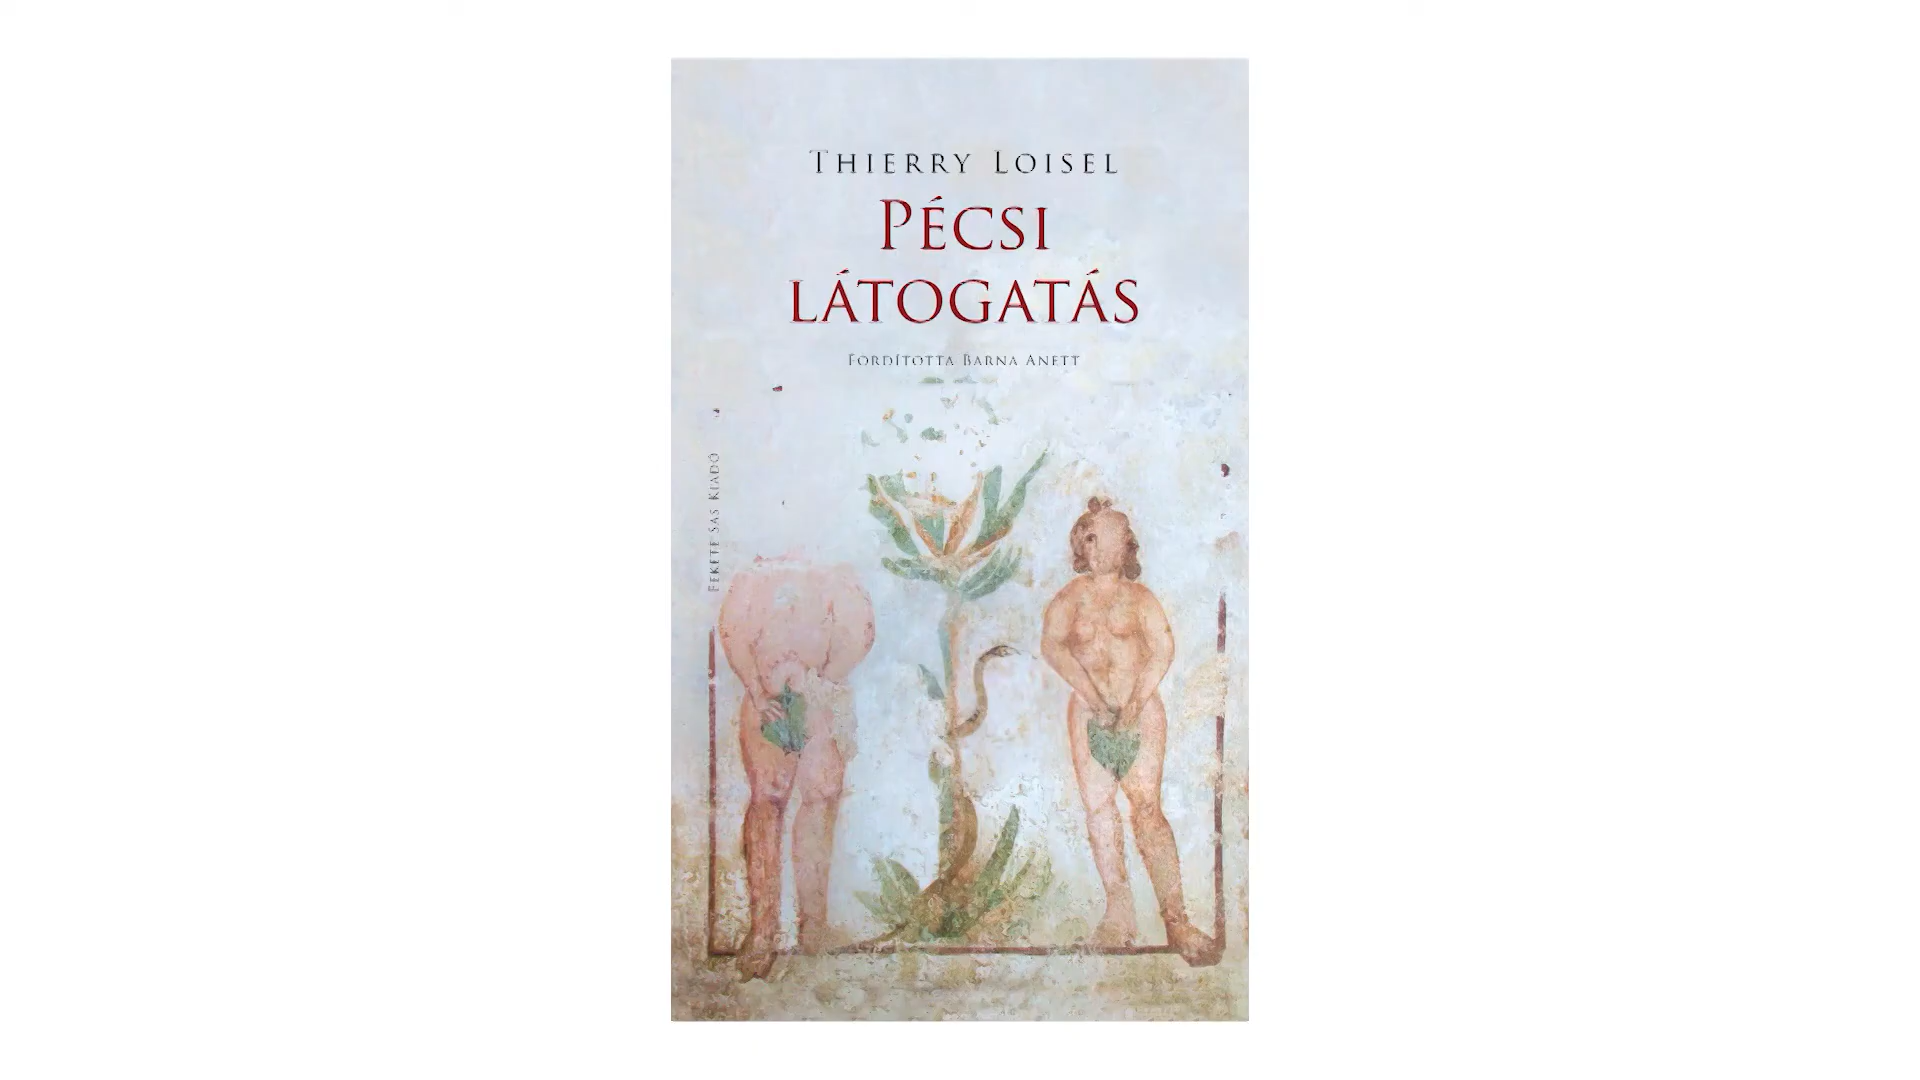 Thierry Loisel
Pécsi
látogatás
Fordította Barna Anett
Fekete Sas Kiadó